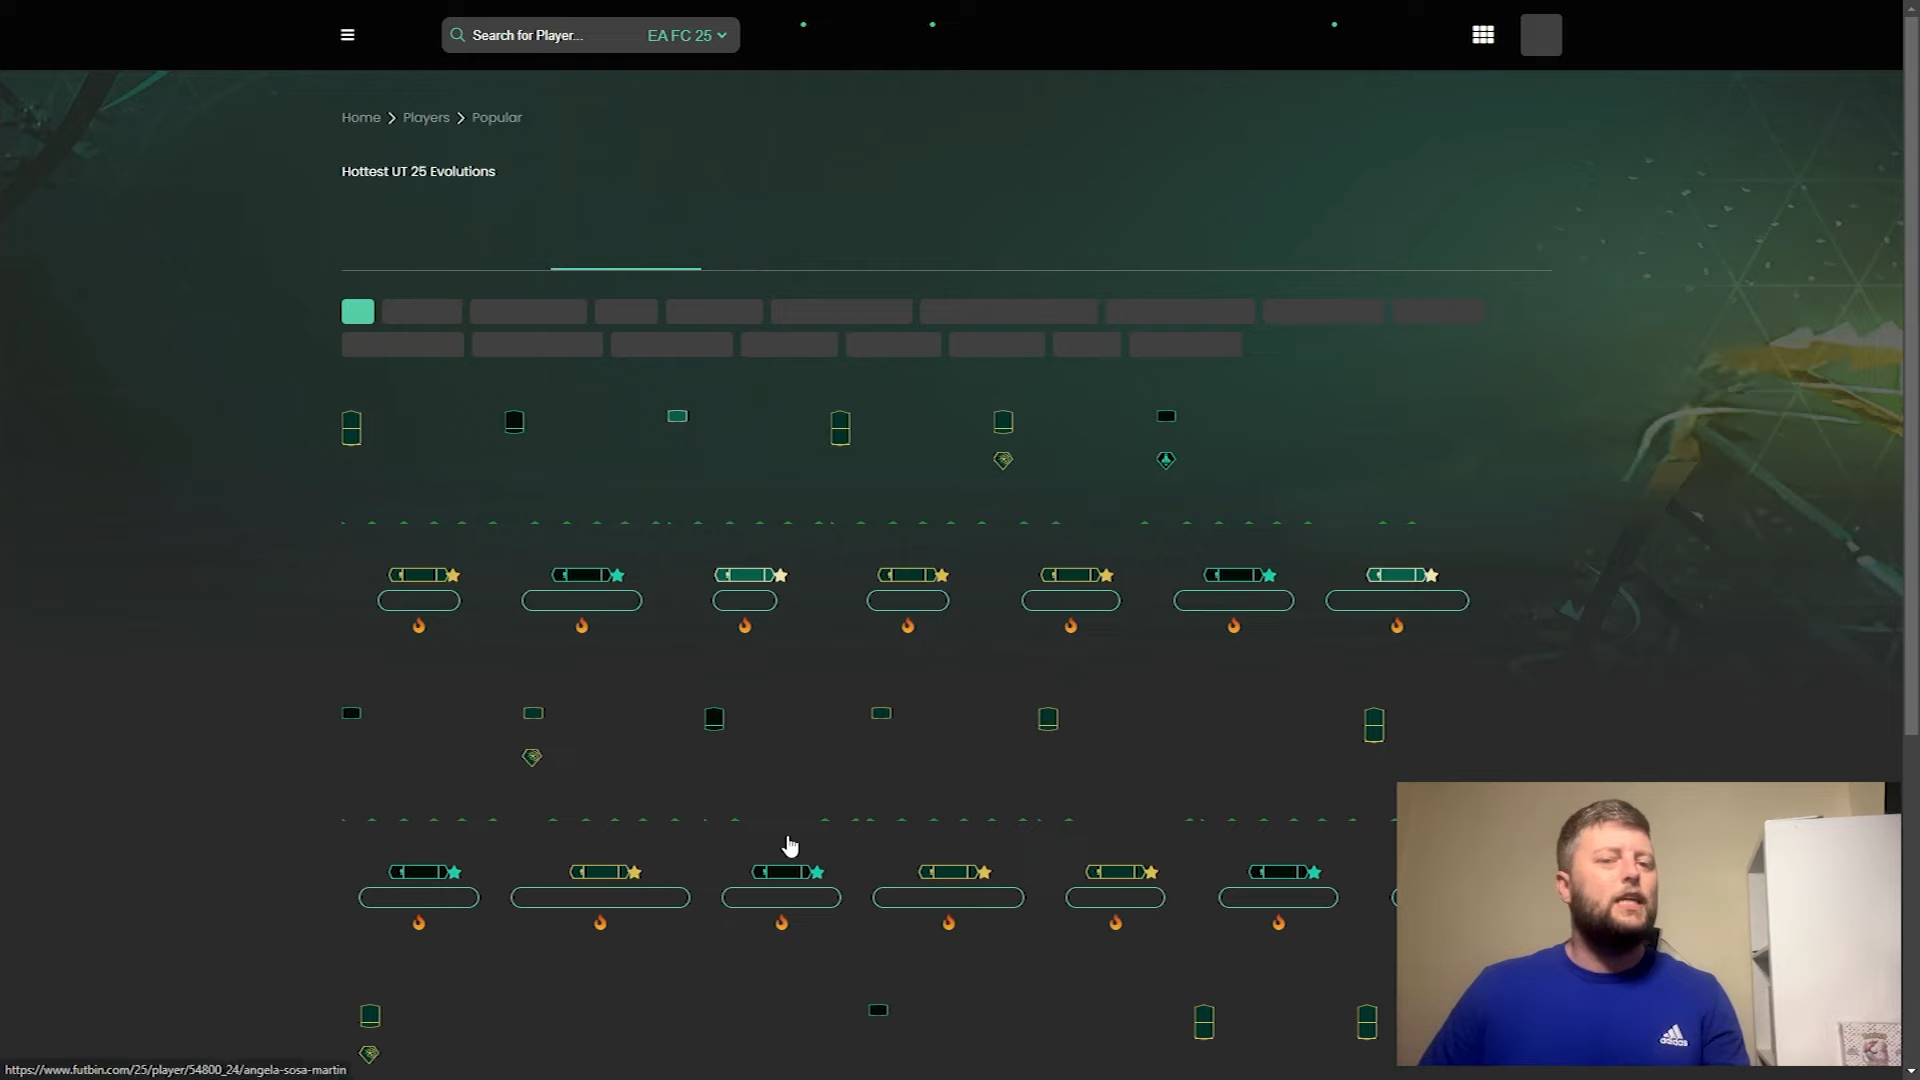 Search for Player...
EA FC 25
Home > Players > Popular
Hottest UT 25 Evolutions
adidas
https://www.futbin.com/25/player/54800_24/angela-sosa-martin